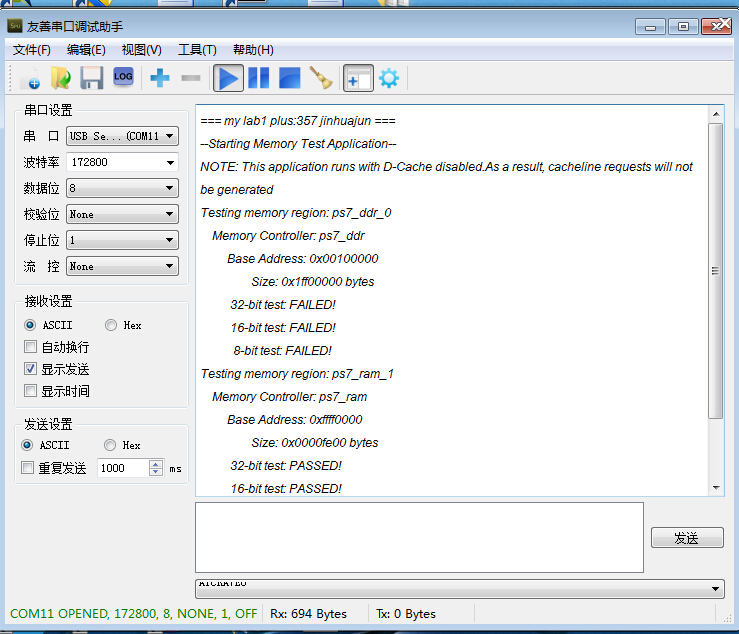 友善串口调试助手
文件(F) 编辑(E) 视图(V) 工具(T) 帮助(H)
LOG
串口设置
串 口 USB Se... (COM11
波特率 172800
数据位 8
校验位 None
停止位 1
流 控 None
接收设置
ASCII Hex
自动换行
显示发送
显示时间
发送设置
ASCII Hex
重复发送 1000 ms
=== my lab1 plus:357 jinhuajun ===
--Starting Memory Test Application--
NOTE: This application runs with D-Cache disabled.As a result, cacheline requests will not
be generated
Testing memory region: ps7_ddr_0
Memory Controller: ps7_ddr
Base Address: 0x00100000
Size: 0x1ff00000 bytes
32-bit test: FAILED!
16-bit test: FAILED!
8-bit test: FAILED!
Testing memory region: ps7_ram_1
Memory Controller: ps7_ram
Base Address: 0xffff0000
Size: 0x0000fe00 bytes
32-bit test: PASSED!
16-bit test: PASSED!
发送
COM11 OPENED, 172800, 8, NONE, 1, OFF Rx: 694 Bytes Tx: 0 Bytes